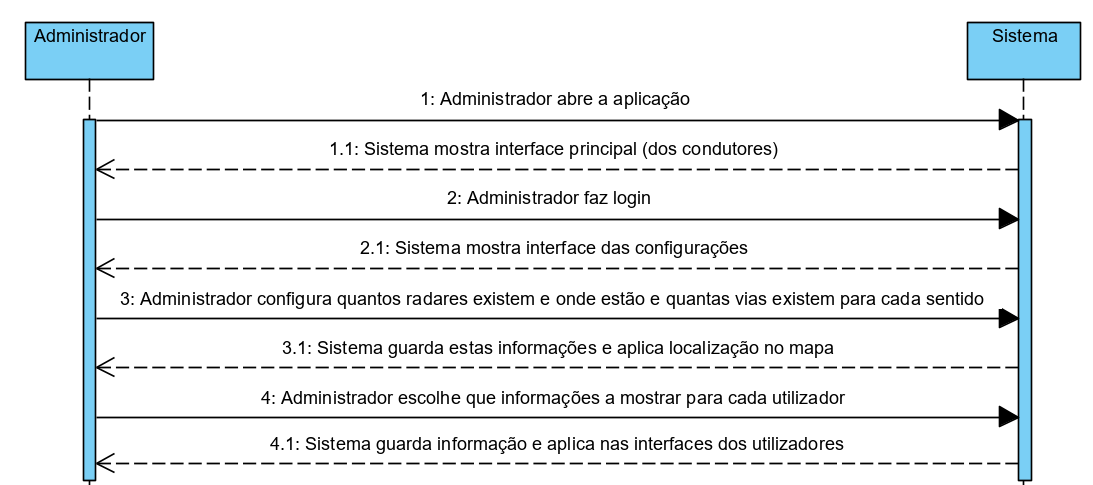 Administrador
Sistema
1: Administrador abre a aplicação
1.1: Sistema mostra interface principal (dos condutores)
2: Administrador faz login
2.1: Sistema mostra interface das configurações
3: Administrador configura quantos radares existem e onde estão e quantas vias existem para cada sentido
3.1: Sistema guarda estas informações e aplica localização no mapa
4: Administrador escolhe que informações a mostrar para cada utilizador
4.1: Sistema guarda informação e aplica nas interfaces dos utilizadores